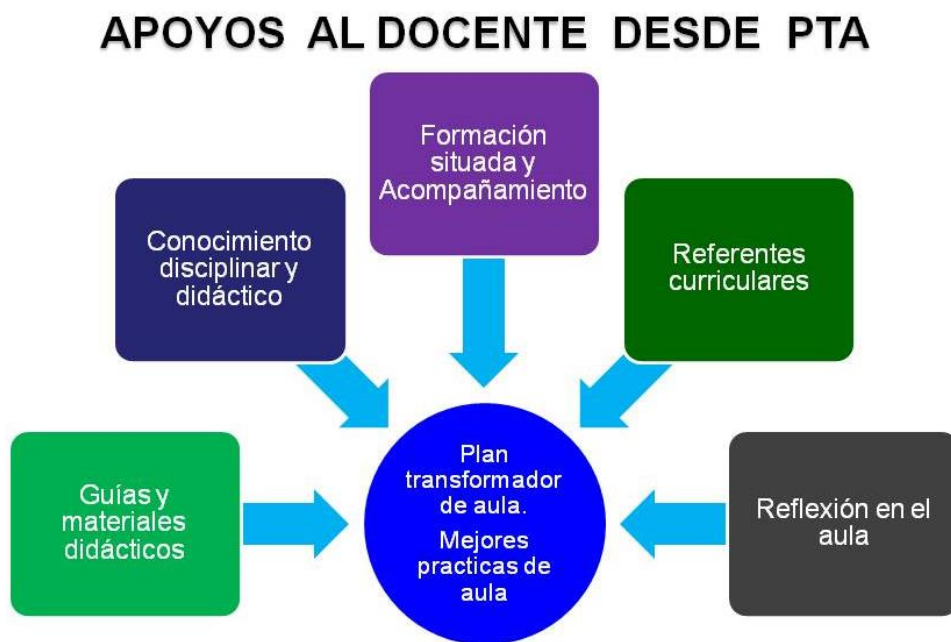 APOYOS AL DOCENTE DESDE PTA
Formación
situada y
Acompañamiento
Conocimiento
disciplinar y
didáctico
Referentes
curriculares
Guías y
materiales
didácticos
Plan
transformador
de aula.
Mejores
practicas de
aula
Reflexión en el
aula